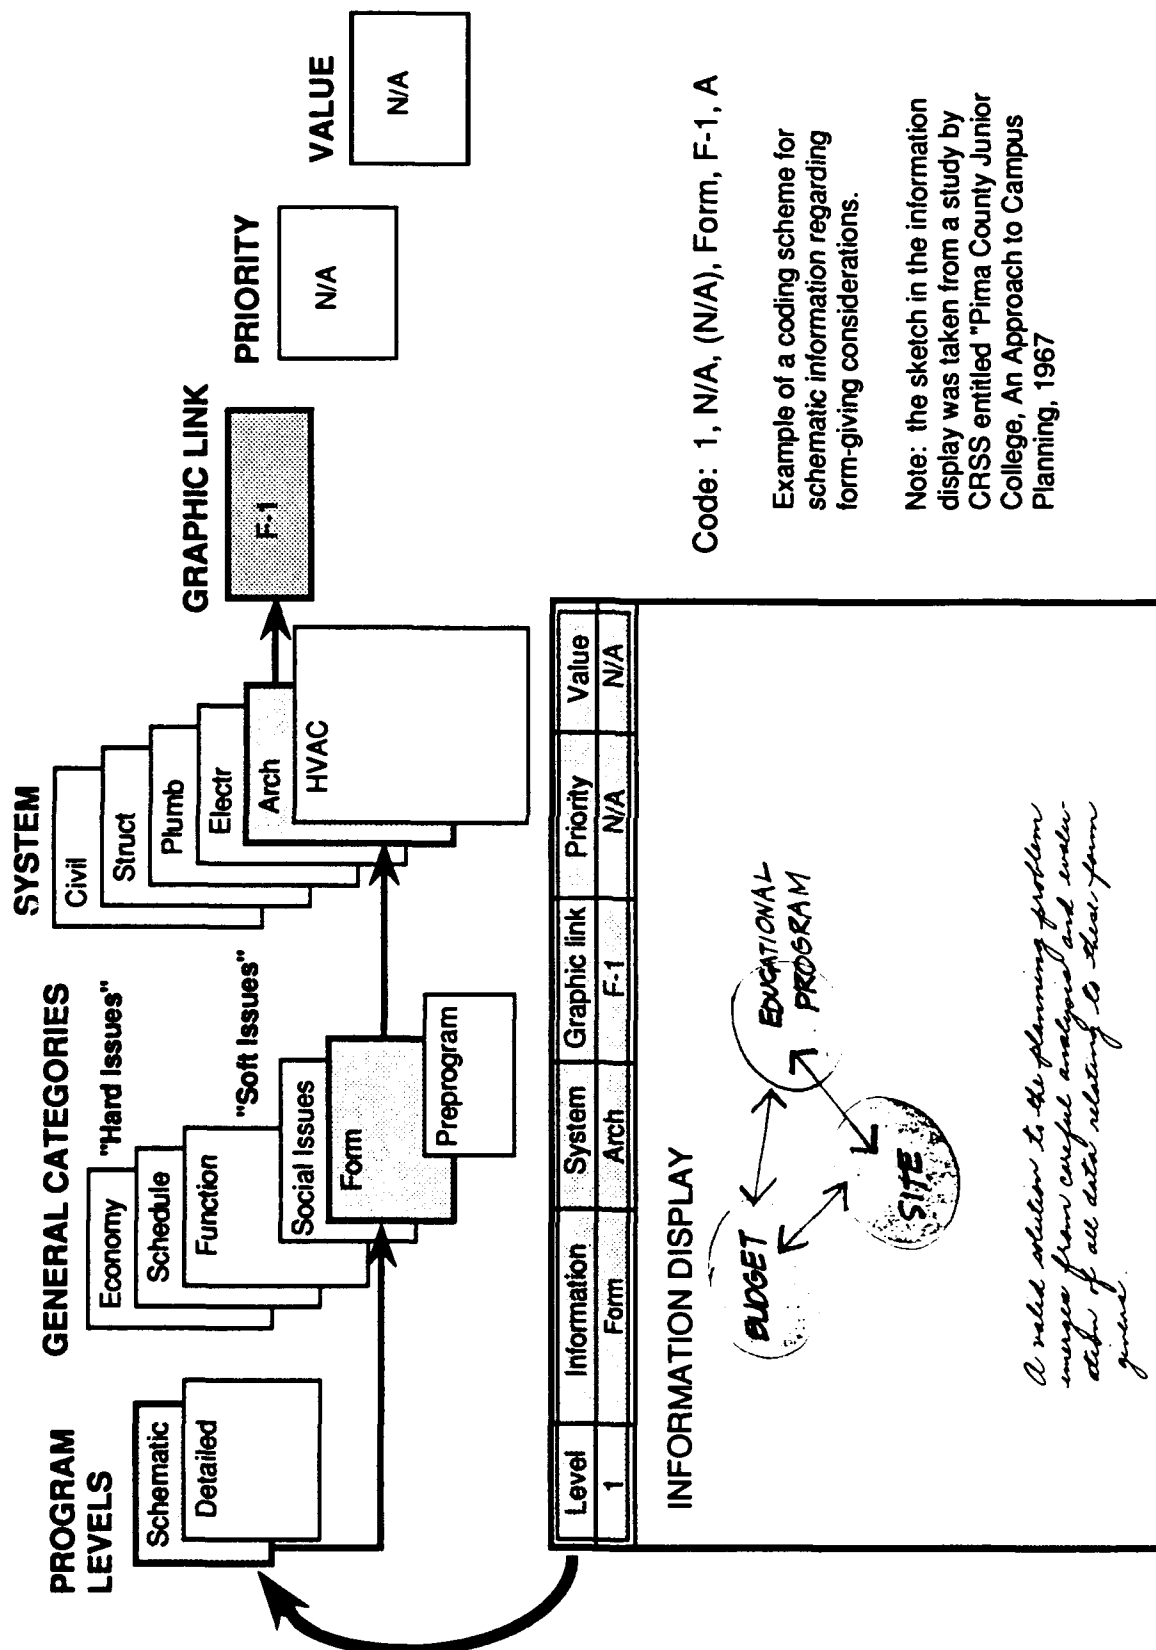 PROGRAM
LEVELS
Schematic
Detailed
GENERAL CATEGORIES
"Hard Issues"
Economy
Schedule
Function
"Soft Issues"
Social Issues
Form
Preprogram
SYSTEM
Civil
Struct
Plumb
Electr
Arch
HVAC
GRAPHIC LINK
F-1
PRIORITY
N/A
VALUE
N/A
Level Information System Graphic link Priority Value
1 Form Arch F-1 N/A N/A
INFORMATION DISPLAY
BUDGET
EDUCATIONAL
PROGRAM
SITE
A valid solution to the planning problem
emerges from careful analysis and evalu-
ation of all data relating to these form
givens.
Code: 1, N/A, (N/A), Form, F-1, A
Example of a coding scheme for
schematic information regarding
form-giving considerations.
Note: the sketch in the information
display was taken from a study by
CRSS entitled "Pima County Junior
College, An Approach to Campus
Planning, 1967